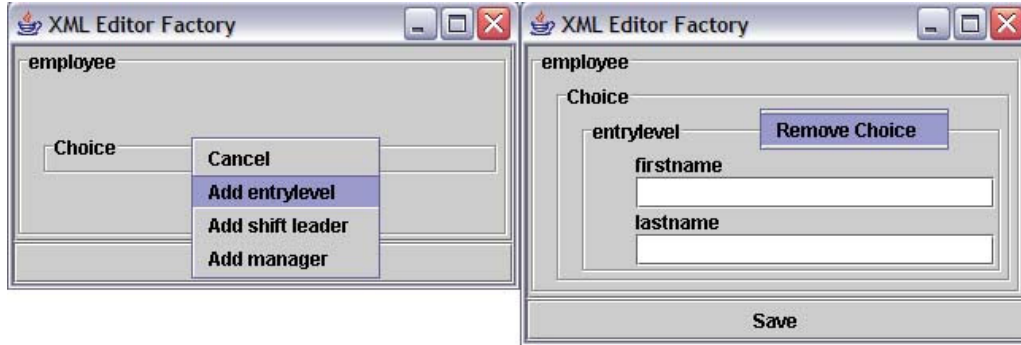 XML Editor Factory
employee
Choice
Cancel
Add entrylevel
Add shift leader
Add manager
XML Editor Factory
employee
Choice
entrylevel
Remove Choice
firstname
lastname
Save